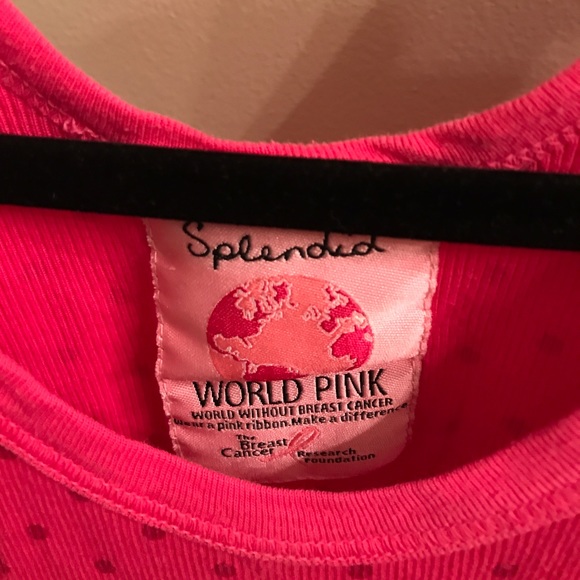 Splendid
WORLD PINK
WORLD WITHOUT BREAST CANCER
Wear a pink ribbon.Make a difference
The
Breast
Cancer Research
Foundation